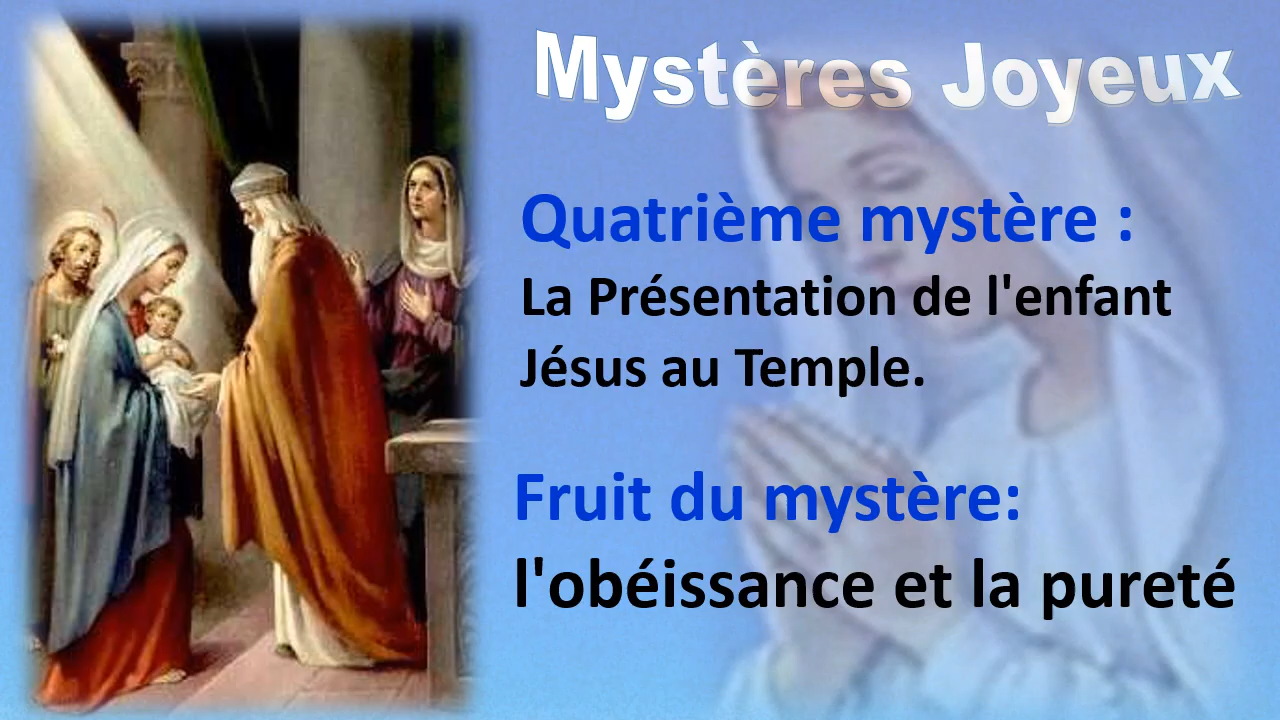 Mystères Joyeux
Quatrième mystère :
La Présentation de l'enfant
Jésus au Temple.
Fruit du mystère:
l'obéissance et la pureté